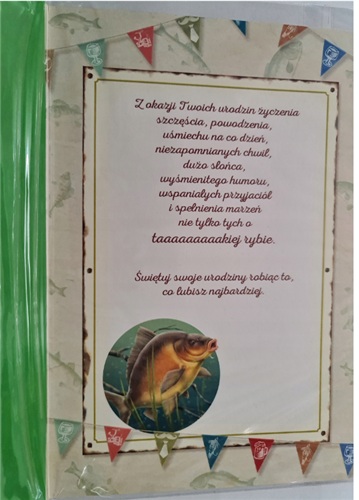 Z okazji Twoich urodzin życzenia
szczęścia, powodzenia,
uśmiechu na co dzień,
niezapomnianych chwil,
dużo słońca,
wyśmienitego humoru,
wspaniałych przyjaciół
i spełnienia marzeń
nie tylko tych o
taaaaaaaaakiej rybie.
Świętuj swoje urodziny robiąc to,
co lubisz najbardziej.